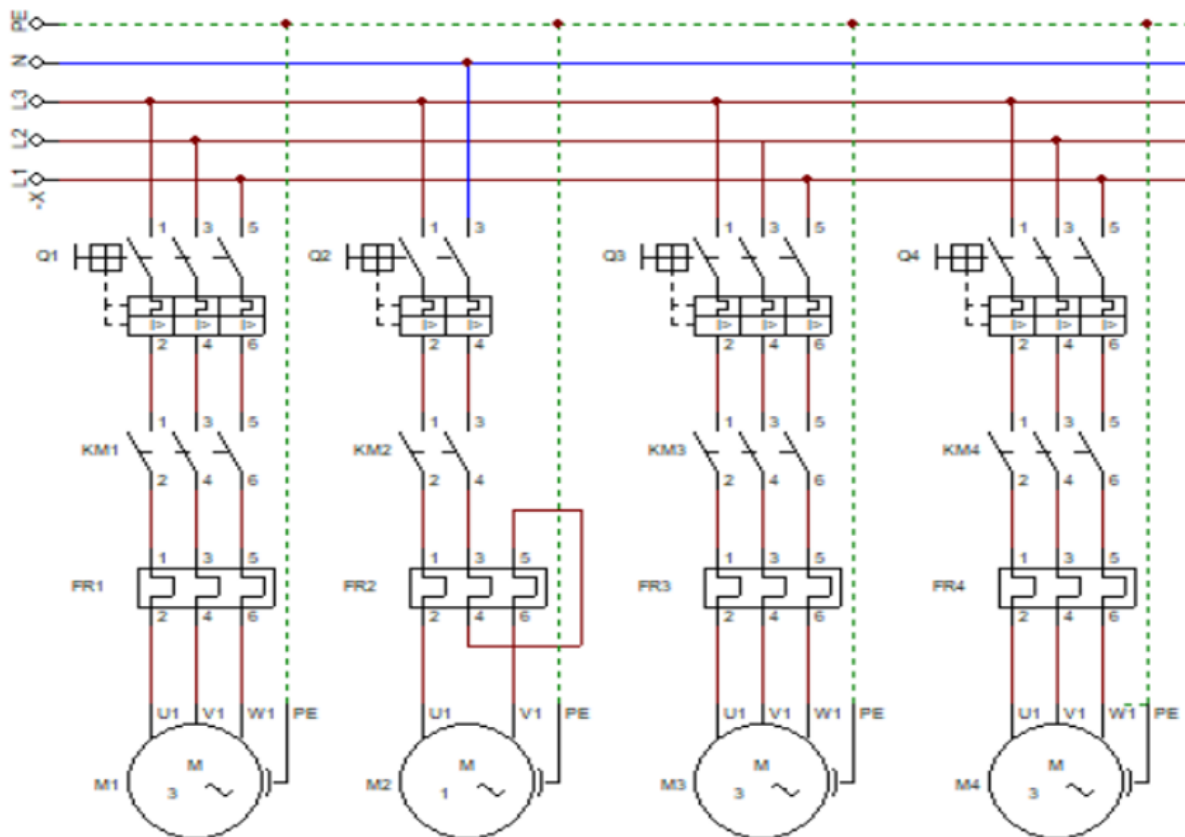 PE
N
L3
L2
L1
-X
1 3 5 1 3 1 3 5 1 3 5
Q1 Q2 Q3 Q4
I> I> I> I> I> I> I> I> I> I> I>
2 4 6 2 4 2 4 6 2 4 6
1 3 5 1 3 1 3 5 1 3 5
KM1 KM2 KM3 KM4
2 4 6 2 4 2 4 6 2 4 6
1 3 5 1 3 5 1 3 5 1 3 5
FR1 FR2 FR3 FR4
2 4 6 2 4 6 2 4 6 2 4 6
U1 V1 W1 PE U1 V1 PE U1 V1 W1 PE U1 V1 W1 PE
M M M M
M1 M2 M3 M4
3 1 3 3